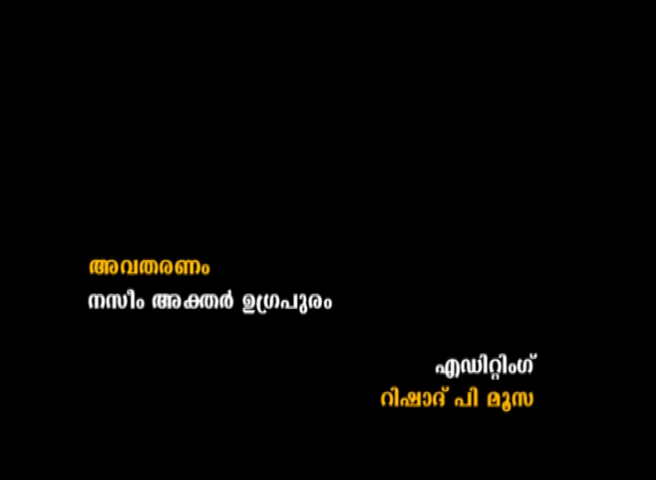 അവതരണം
നസീം അക്തർ ഉഗ്രപുരം
എഡിറ്റിംഗ്
റിഷാദ് പി മൂസ